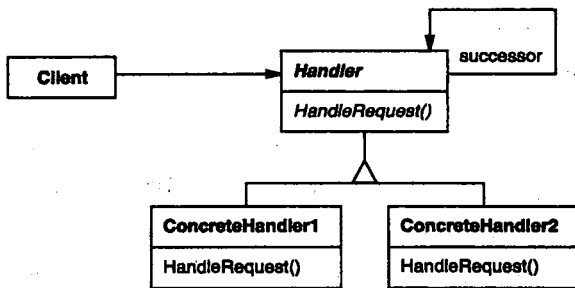 Client
Handler
successor
HandleRequest()
ConcreteHandler1
HandleRequest()
ConcreteHandler2
HandleRequest()